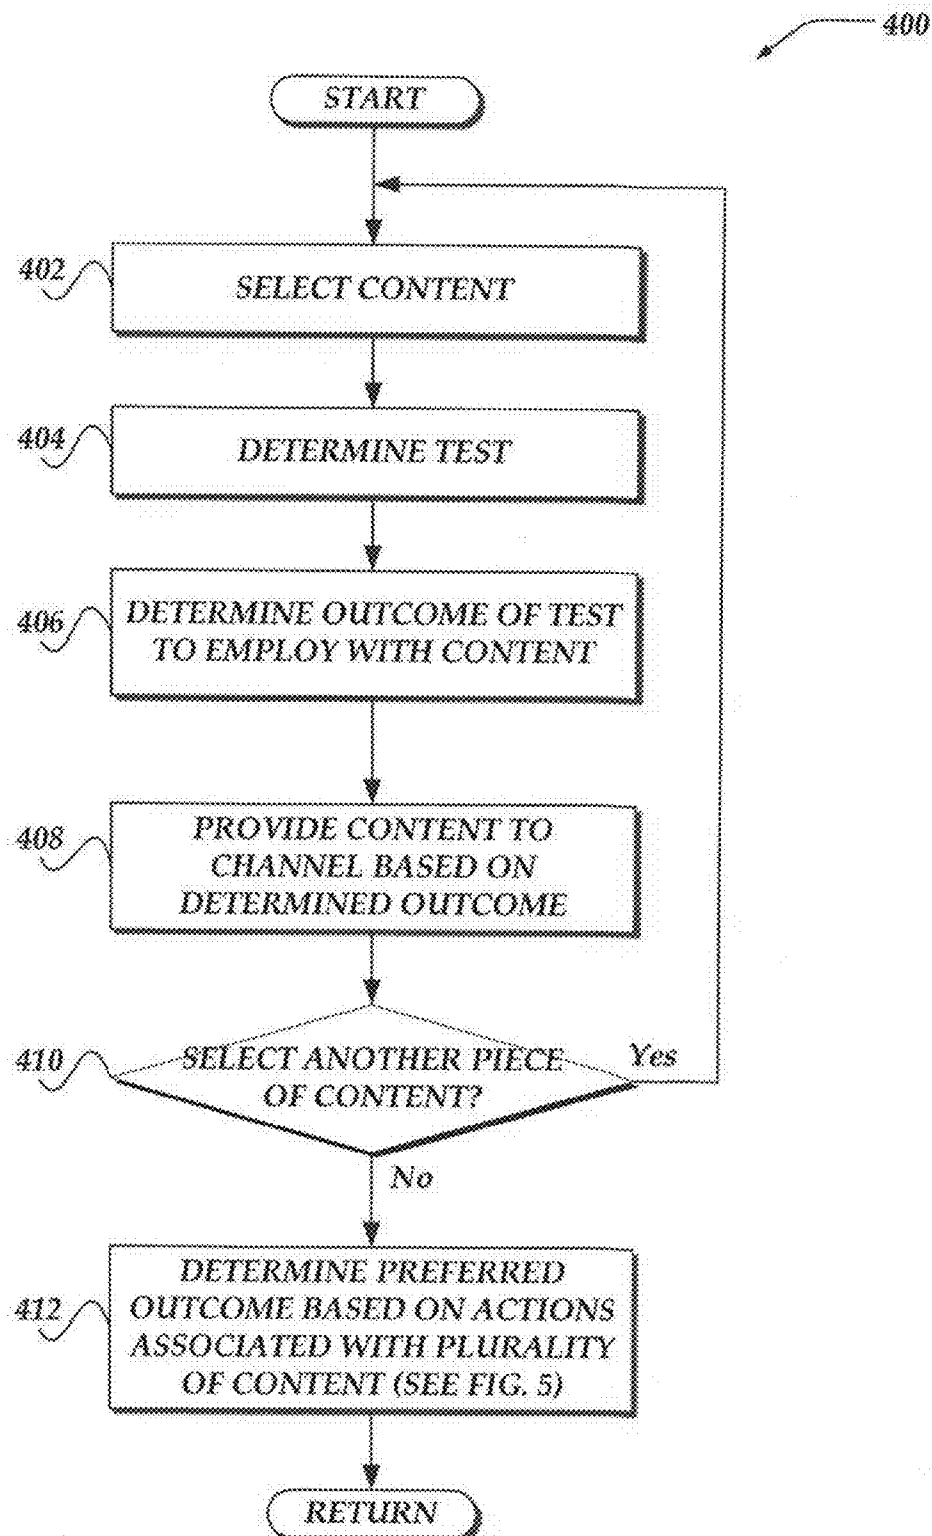 400
START
402
SELECT CONTENT
404
DETERMINE TEST
406
DETERMINE OUTCOME OF TEST
TO EMPLOY WITH CONTENT
408
PROVIDE CONTENT TO
CHANNEL BASED ON
DETERMINED OUTCOME
410
SELECT ANOTHER PIECE
OF CONTENT?
Yes
No
412
DETERMINE PREFERRED
OUTCOME BASED ON ACTIONS
ASSOCIATED WITH PLURALITY
OF CONTENT (SEE FIG. 5)
RETURN